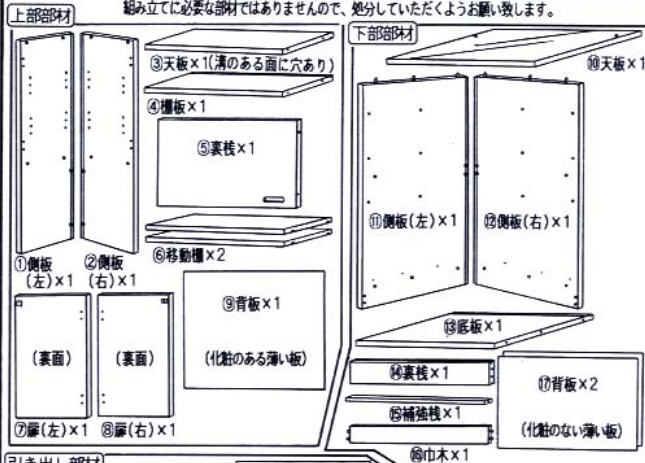 組み立てに必要な部材ではありませんので、処分していただくようお願い致します。
上部部材
③天板×1(溝のある面に穴あり)
④棚板×1
⑤裏桟×1
⑥移動棚×2
①側板
(左)×1
②側板
(右)×1
(裏面)
(裏面)
⑦扉(左)×1
⑧扉(右)×1
⑨背板×1
(化粧のある薄い板)
下部部材
⑩天板×1
⑪側板(左)×1
⑫側板(右)×1
⑬底板×1
⑭裏桟×1
⑮補強桟×1
⑯巾木×1
⑰背板×2
(化粧のない薄い板)
引き出し部材